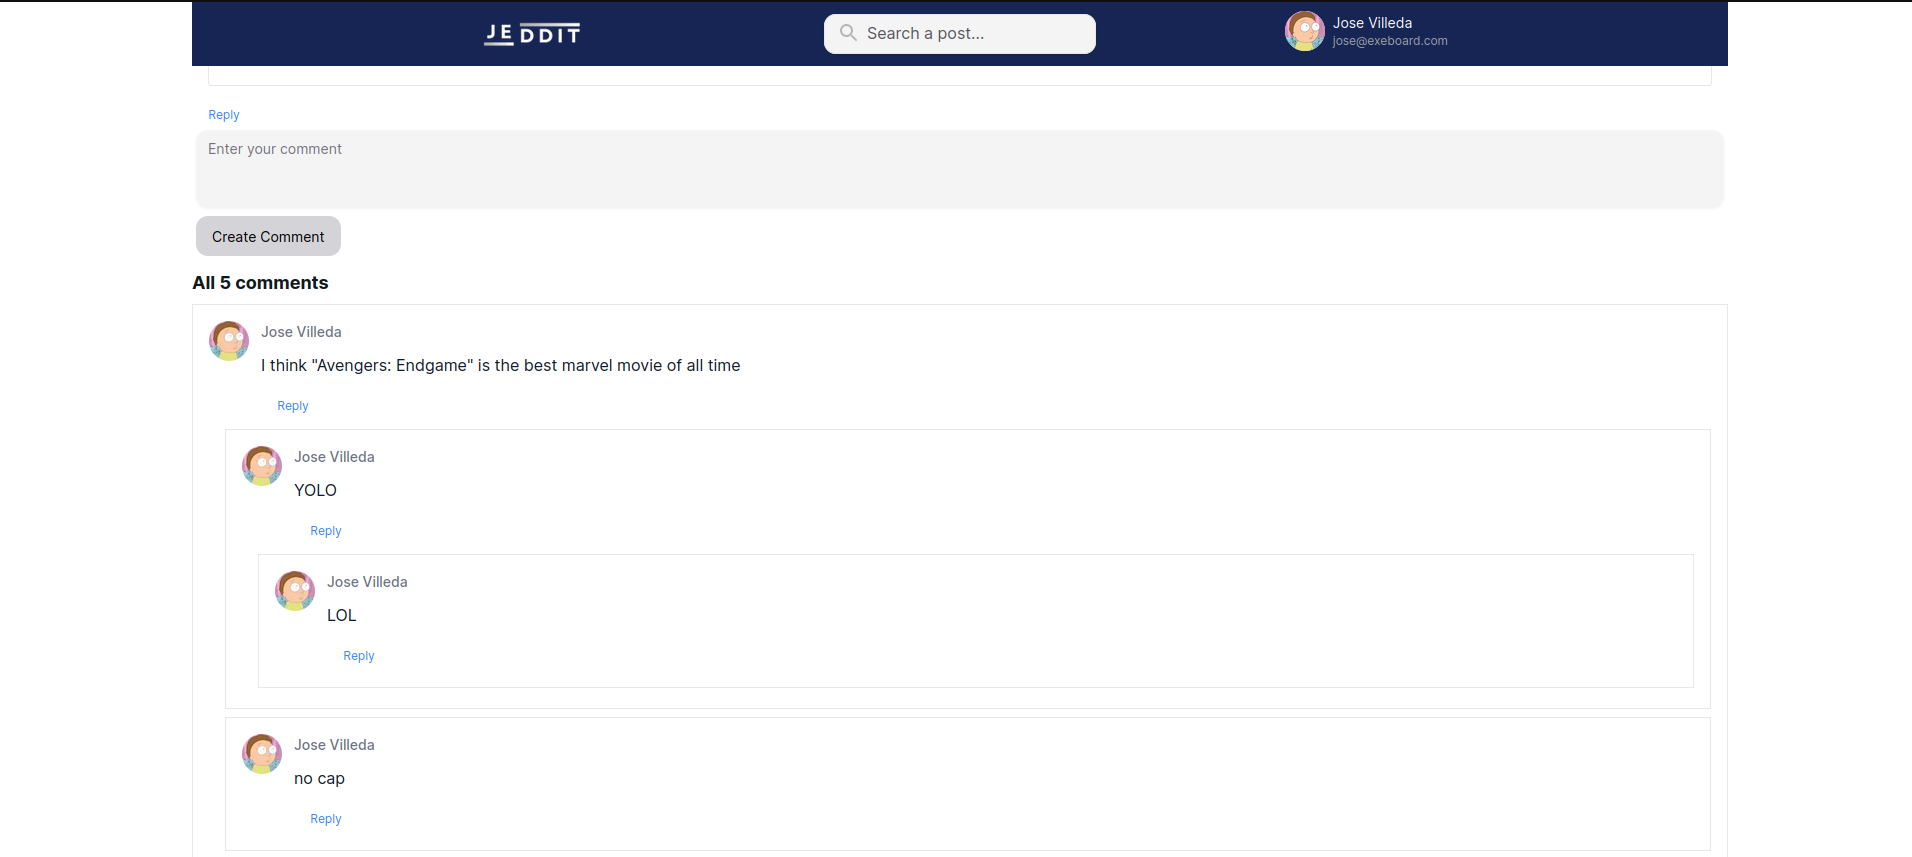 JEDDIT
Search a post...
Jose Villeda
jose@exeboard.com
Reply
Enter your comment
Create Comment
All 5 comments
Jose Villeda
I think "Avengers: Endgame" is the best marvel movie of all time
Reply
Jose Villeda
YOLO
Reply
Jose Villeda
LOL
Reply
Jose Villeda
no cap
Reply